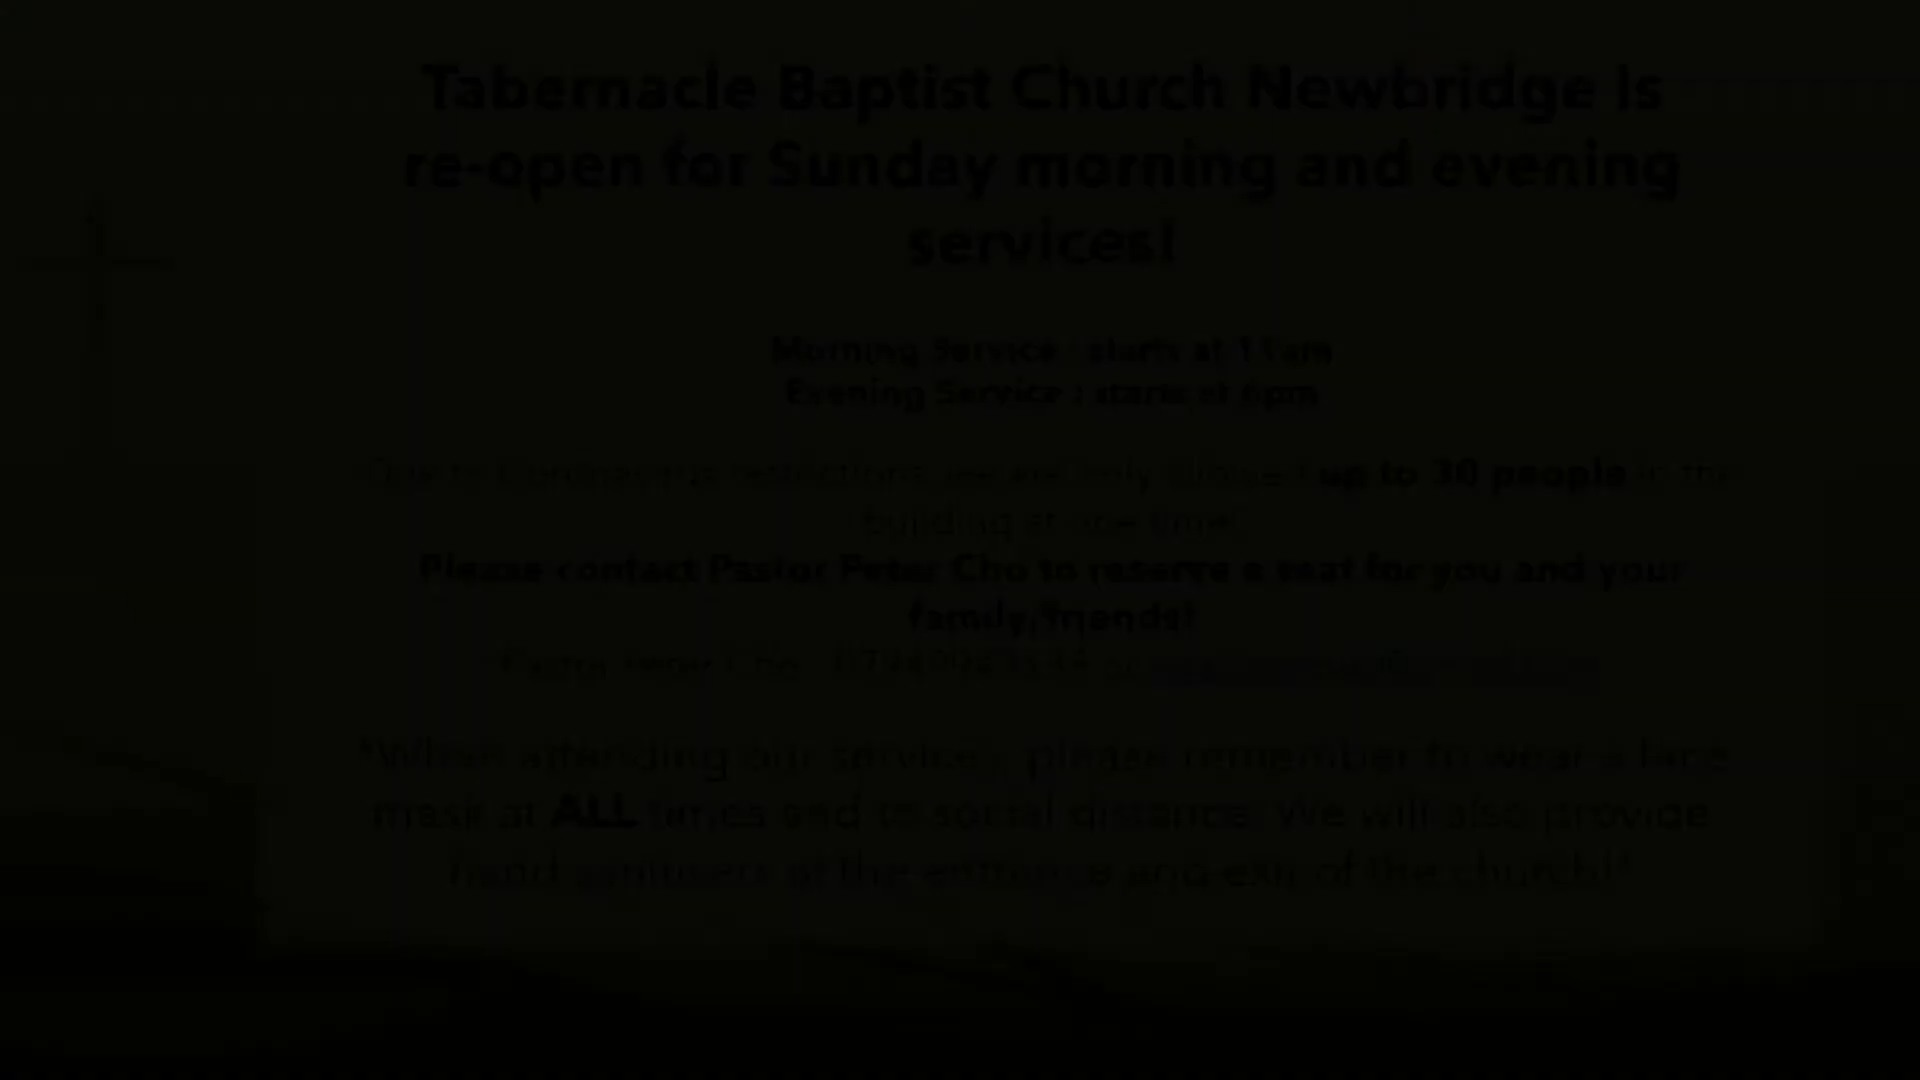 Tabernacle Baptist Church Newbridge is
re-open for Sunday morning and evening
services!
Morning Service : starts at 11am
Evening Service : starts at 6pm
Due to Coronavirus restrictions, we are only allowed up to 30 people in the
building at one time.
Please contact Pastor Peter Cho to reserve a seat for you and your
family/friends!
Pastor Peter Cho
*When attending our services, please remember to wear a face
mask at ALL times and to social distance. We will also provide
hand sanitisers at the entrance and exit of the church!*